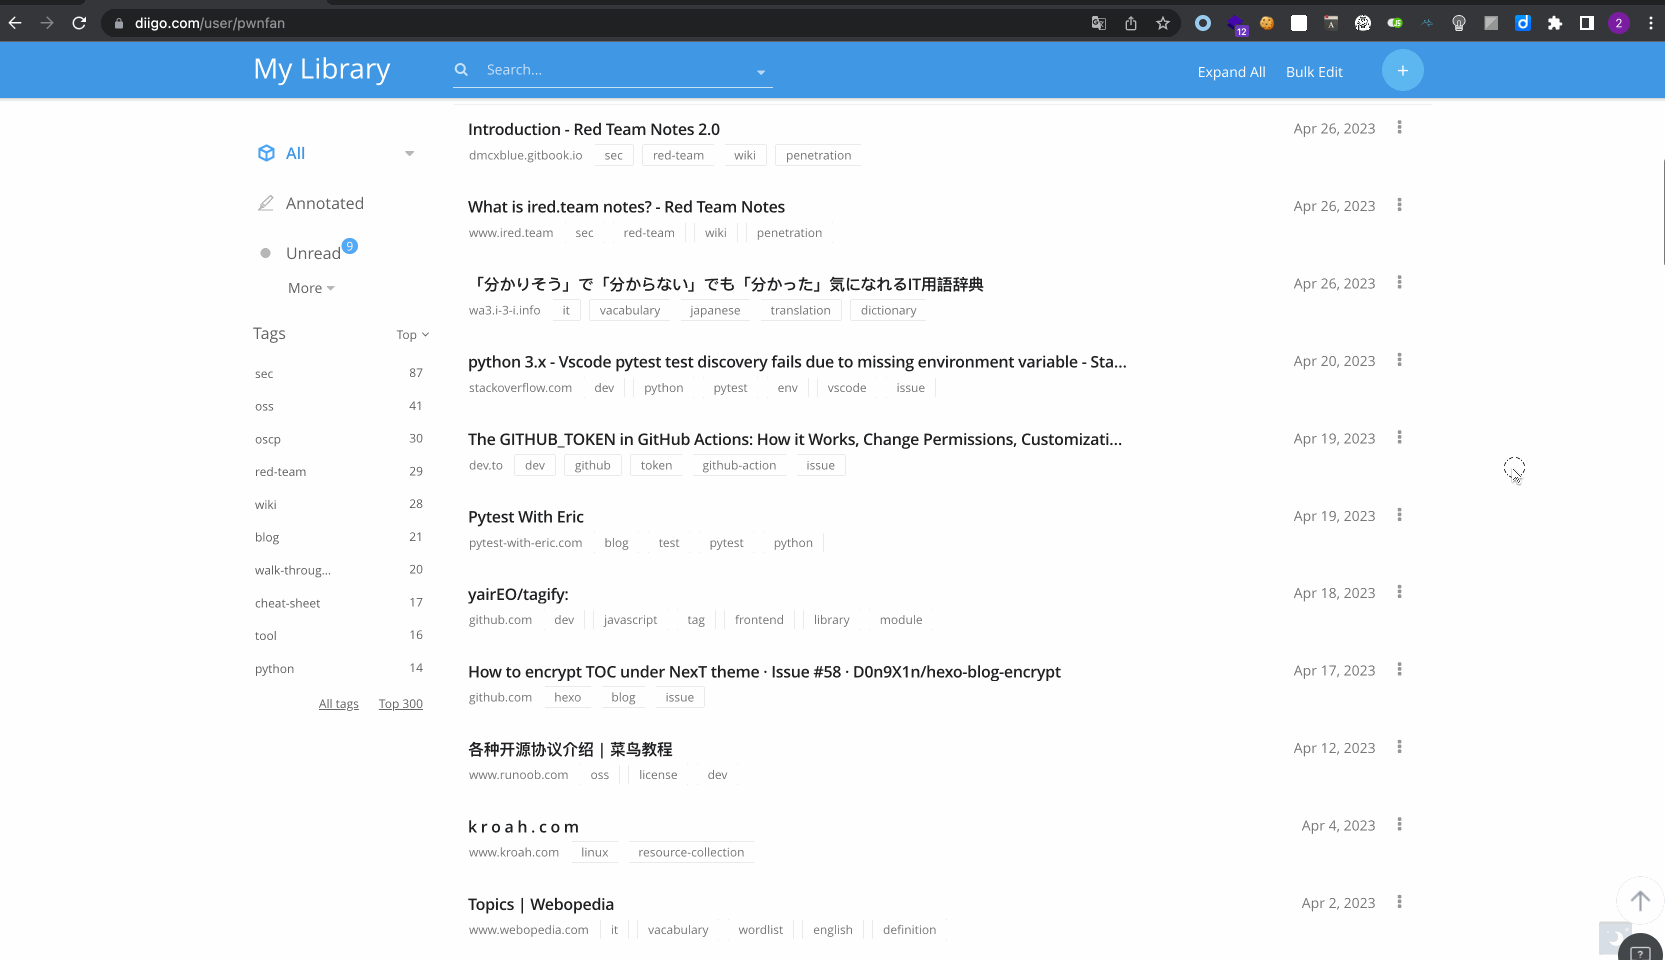 diigo.com/user/pwnfan
12
2
My Library
Search...
Expand All
Bulk Edit
+
All
Annotated
Unread 9
More
Tags
Top
sec 87
oss 41
oscp 30
red-team 29
wiki 28
blog 21
walk-throug... 20
cheat-sheet 17
tool 16
python 14
All tags Top 300
Introduction - Red Team Notes 2.0 Apr 26, 2023
dmcxblue.gitbook.io sec red-team wiki penetration
What is ired.team notes? - Red Team Notes Apr 26, 2023
www.ired.team sec red-team wiki penetration
「分かりそう」で「分からない」でも「分かった」気になれるIT用語辞典 Apr 26, 2023
wa3.i-3-i.info it vacabulary japanese translation dictionary
python 3.x - Vscode pytest test discovery fails due to missing environment variable - Sta... Apr 20, 2023
stackoverflow.com dev python pytest env vscode issue
The GITHUB_TOKEN in GitHub Actions: How it Works, Change Permissions, Customizati... Apr 19, 2023
dev.to dev github token github-action issue
Pytest With Eric Apr 19, 2023
pytest-with-eric.com blog test pytest python
yairEO/tagify: Apr 18, 2023
github.com dev javascript tag frontend library module
How to encrypt TOC under NexT theme · Issue #58 · D0n9X1n/hexo-blog-encrypt Apr 17, 2023
github.com hexo blog issue
各种开源协议介绍 | 菜鸟教程 Apr 12, 2023
www.runoob.com oss license dev
k r o a h . c o m Apr 4, 2023
www.kroah.com linux resource-collection
Topics | Webopedia Apr 2, 2023
www.webopedia.com it vacabulary wordlist english definition